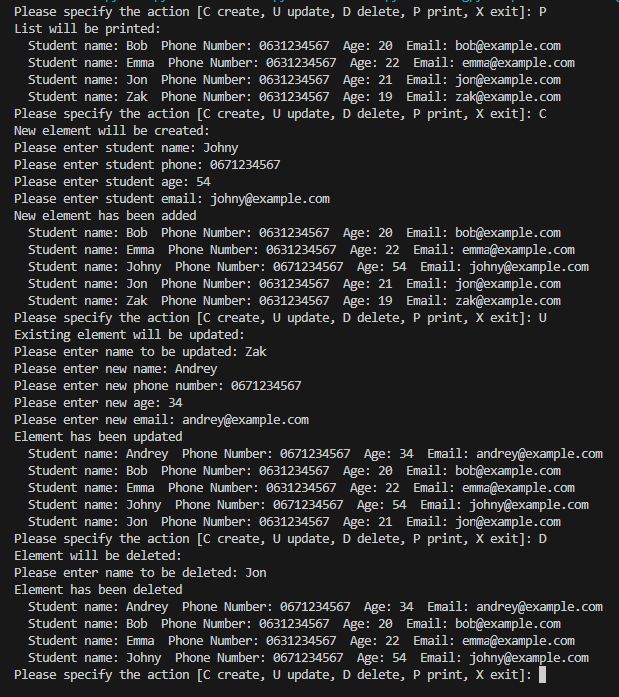 Please specify the action [C create, U update, D delete, P print, X exit]: P
List will be printed:
  Student name: Bob  Phone Number: 0631234567  Age: 20  Email: bob@example.com
  Student name: Emma  Phone Number: 0631234567  Age: 22  Email: emma@example.com
  Student name: Jon  Phone Number: 0631234567  Age: 21  Email: jon@example.com
  Student name: Zak  Phone Number: 0631234567  Age: 19  Email: zak@example.com
Please specify the action [C create, U update, D delete, P print, X exit]: C
New element will be created:
Please enter student name: Johny
Please enter student phone: 0671234567
Please enter student age: 54
Please enter student email: johny@example.com
New element has been added
  Student name: Bob  Phone Number: 0631234567  Age: 20  Email: bob@example.com
  Student name: Emma  Phone Number: 0631234567  Age: 22  Email: emma@example.com
  Student name: Johny  Phone Number: 0671234567  Age: 54  Email: johny@example.com
  Student name: Jon  Phone Number: 0631234567  Age: 21  Email: jon@example.com
  Student name: Zak  Phone Number: 0631234567  Age: 19  Email: zak@example.com
Please specify the action [C create, U update, D delete, P print, X exit]: U
Existing element will be updated:
Please enter name to be updated: Zak
Please enter new name: Andrey
Please enter new phone number: 0671234567
Please enter new age: 34
Please enter new email: andrey@example.com
Element has been updated
  Student name: Andrey  Phone Number: 0671234567  Age: 34  Email: andrey@example.com
  Student name: Bob  Phone Number: 0631234567  Age: 20  Email: bob@example.com
  Student name: Emma  Phone Number: 0631234567  Age: 22  Email: emma@example.com
  Student name: Johny  Phone Number: 0671234567  Age: 54  Email: johny@example.com
  Student name: Jon  Phone Number: 0631234567  Age: 21  Email: jon@example.com
Please specify the action [C create, U update, D delete, P print, X exit]: D
Element will be deleted:
Please enter name to be deleted: Jon
Element has been deleted
  Student name: Andrey  Phone Number: 0671234567  Age: 34  Email: andrey@example.com
  Student name: Bob  Phone Number: 0631234567  Age: 20  Email: bob@example.com
  Student name: Emma  Phone Number: 0631234567  Age: 22  Email: emma@example.com
  Student name: Johny  Phone Number: 0671234567  Age: 54  Email: johny@example.com
Please specify the action [C create, U update, D delete, P print, X exit]: